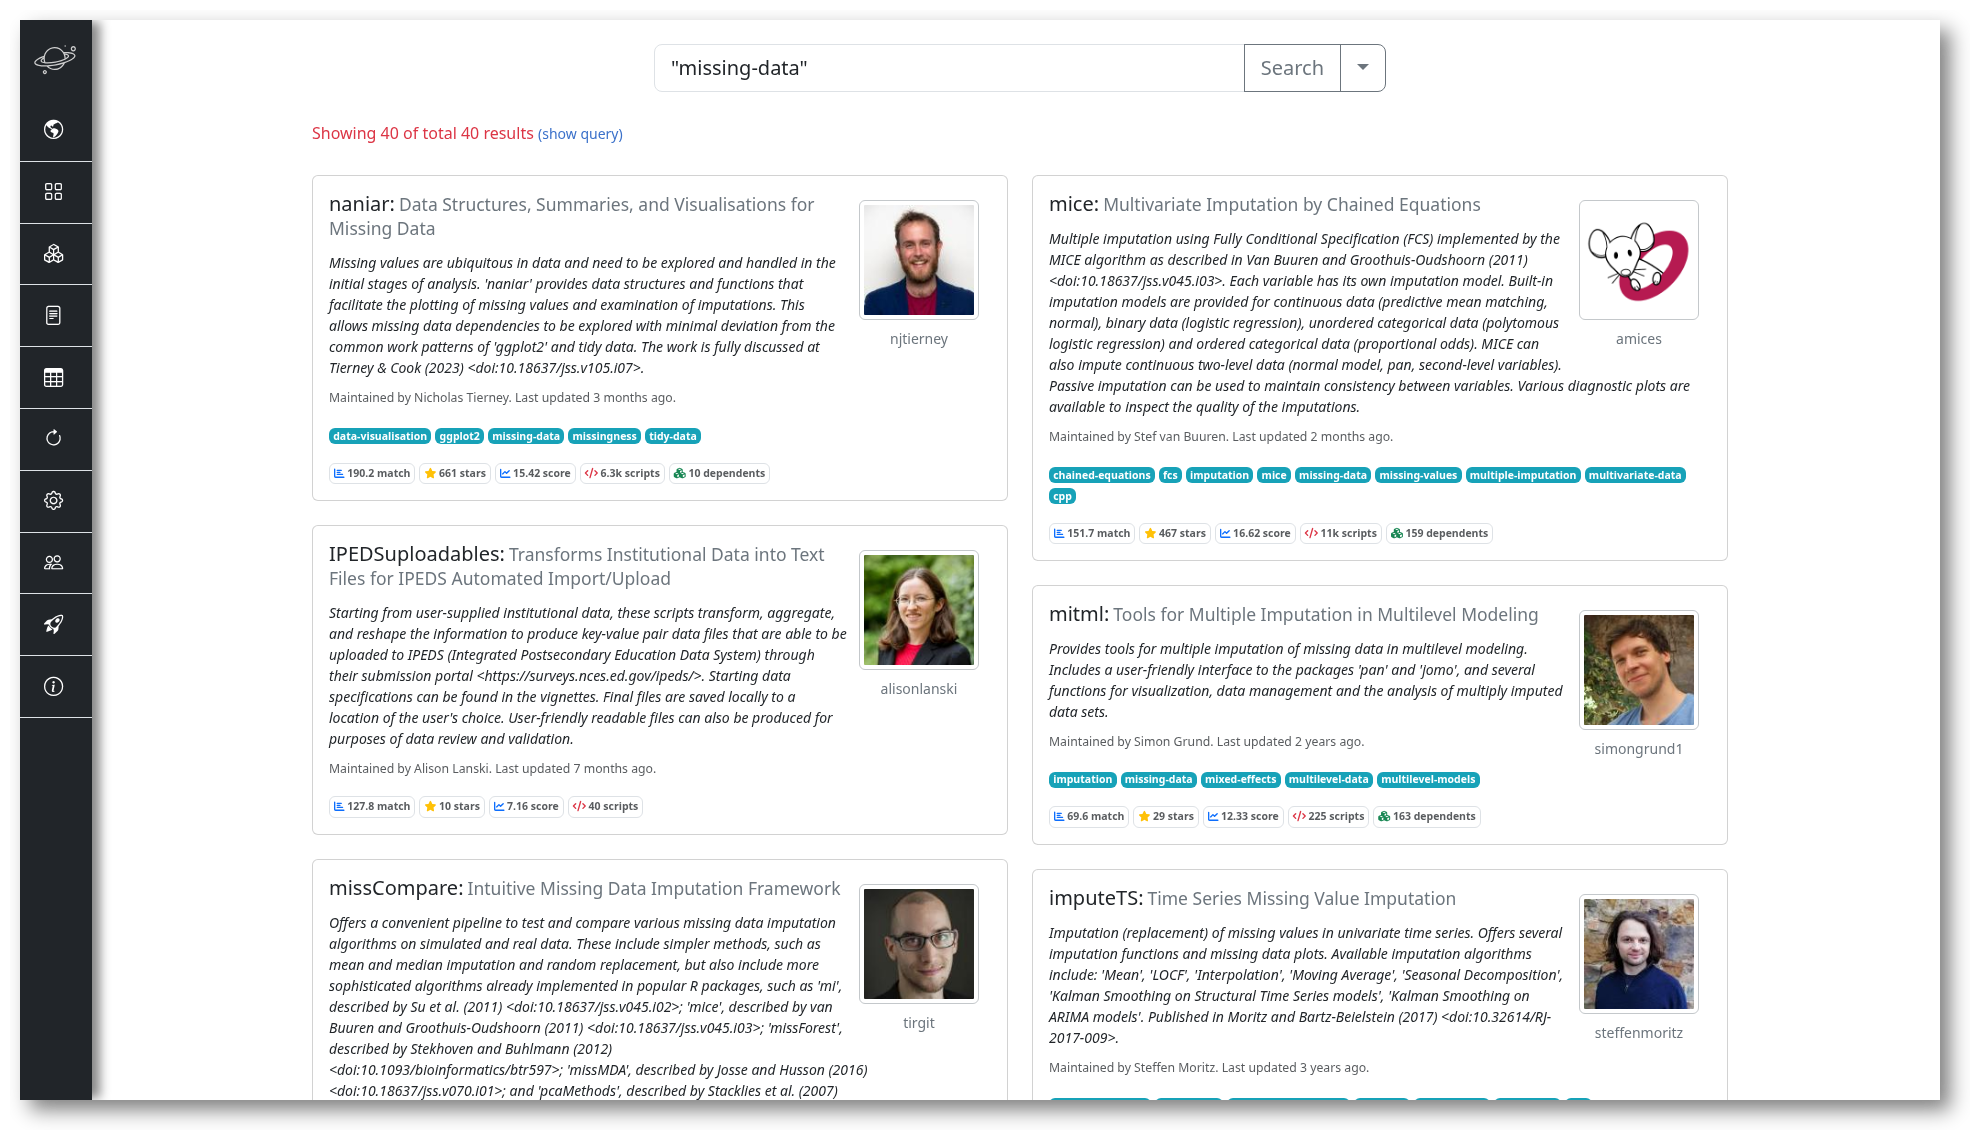 "missing-data"
Search
Showing 40 of total 40 results (show query)
naniar: Data Structures, Summaries, and Visualisations for
Missing Data
Missing values are ubiquitous in data and need to be explored and handled in the
initial stages of analysis. 'naniar' provides data structures and functions that
facilitate the plotting of missing values and examination of imputations. This
allows missing data dependencies to be explored with minimal deviation from the
common work patterns of 'ggplot2' and tidy data. The work is fully discussed at
Tierney & Cook (2023) <doi:10.18637/jss.v105.i07>.
Maintained by Nicholas Tierney. Last updated 3 months ago.
data-visualisation ggplot2 missing-data missingness tidy-data
190.2 match 661 stars 15.42 score 6.3k scripts 10 dependents
njtierney
IPEDSuploadables: Transforms Institutional Data into Text
Files for IPEDS Automated Import/Upload
Starting from user-supplied institutional data, these scripts transform, aggregate,
and reshape the information to produce key-value pair data files that are able to be
uploaded to IPEDS (Integrated Postsecondary Education Data System) through
their submission portal <https://surveys.nces.ed.gov/ipeds/>. Starting data
specifications can be found in the vignettes. Final files are saved locally to a
location of the user's choice. User-friendly readable files can also be produced for
purposes of data review and validation.
Maintained by Alison Lanski. Last updated 7 months ago.
127.8 match 10 stars 7.16 score 40 scripts
alisonlanski
missCompare: Intuitive Missing Data Imputation Framework
Offers a convenient pipeline to test and compare various missing data imputation
algorithms on simulated and real data. These include simpler methods, such as
mean and median imputation and random replacement, but also include more
sophisticated algorithms already implemented in popular R packages, such as 'mi',
described by Su et al. (2011) <doi:10.18637/jss.v045.i02>; 'mice', described by van
Buuren and Groothuis-Oudshoorn (2011) <doi:10.18637/jss.v045.i03>; 'missForest',
described by Stekhoven and Buhlmann (2012)
<doi:10.1093/bioinformatics/btr597>; 'missMDA', described by Josse and Husson (2016)
<doi:10.18637/jss.v070.i01>; and 'pcaMethods', described by Stacklies et al. (2007)
tirgit
mice: Multivariate Imputation by Chained Equations
Multiple imputation using Fully Conditional Specification (FCS) implemented by the
MICE algorithm as described in Van Buuren and Groothuis-Oudshoorn (2011)
<doi:10.18637/jss.v045.i03>. Each variable has its own imputation model. Built-in
imputation models are provided for continuous data (predictive mean matching,
normal), binary data (logistic regression), unordered categorical data (polytomous
logistic regression) and ordered categorical data (proportional odds). MICE can
also impute continuous two-level data (normal model, pan, second-level variables).
Passive imputation can be used to maintain consistency between variables. Various diagnostic plots are
available to inspect the quality of the imputations.
Maintained by Stef van Buuren. Last updated 2 months ago.
chained-equations fcs imputation mice missing-data missing-values multiple-imputation multivariate-data
cpp
151.7 match 467 stars 16.62 score 11k scripts 159 dependents
amices
mitml: Tools for Multiple Imputation in Multilevel Modeling
Provides tools for multiple imputation of missing data in multilevel modeling.
Includes a user-friendly interface to the packages 'pan' and 'jomo', and several
functions for visualization, data management and the analysis of multiply imputed
data sets.
Maintained by Simon Grund. Last updated 2 years ago.
imputation missing-data mixed-effects multilevel-data multilevel-models
69.6 match 29 stars 12.33 score 225 scripts 163 dependents
simongrund1
imputeTS: Time Series Missing Value Imputation
Imputation (replacement) of missing values in univariate time series. Offers several
imputation functions and missing data plots. Available imputation algorithms
include: 'Mean', 'LOCF', 'Interpolation', 'Moving Average', 'Seasonal Decomposition',
'Kalman Smoothing on Structural Time Series models', 'Kalman Smoothing on
ARIMA models'. Published in Moritz and Bartz-Beielstein (2017) <doi:10.32614/RJ-
2017-009>.
Maintained by Steffen Moritz. Last updated 3 years ago.
steffenmoritz